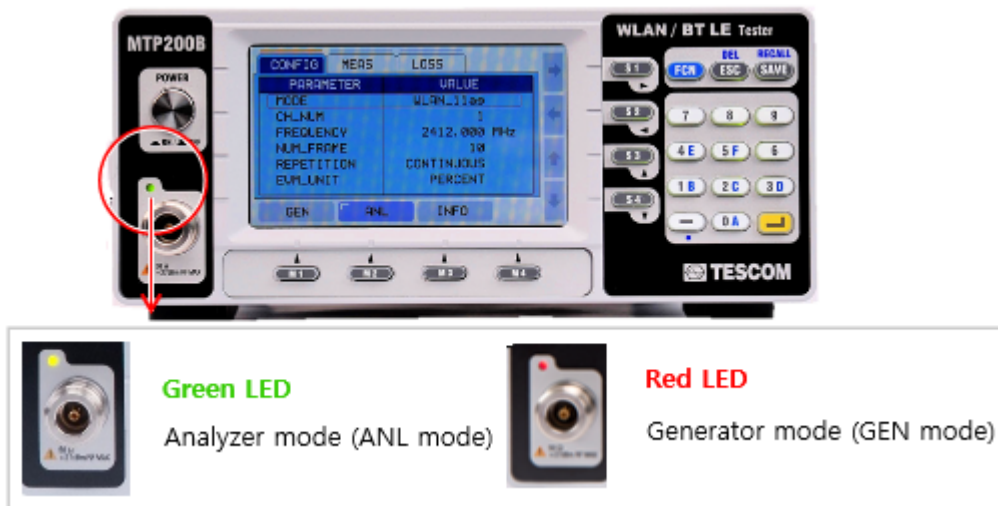 MTP200B
POWER
WLAN / BT LE Tester
CONFIG MEAS LOSS
PARAMETER VALUE
MODE WLAN_11ag
CH_NUM 1
FREQUENCY 2412.000 MHz
NUM_FRAME 10
REPETITION CONTINUOUS
EVM_UNIT PERCENT
GEN ANL INFO
M1 M2 M3 M4
S1
S2
S3
S4
DEL RECALL
FCN ESC SAVE
7 8 9
4 E 5 F 6
1 B 2 C 3 D
— 0 A
TESCOM
Green LED
Analyzer mode (ANL mode)
Red LED
Generator mode (GEN mode)